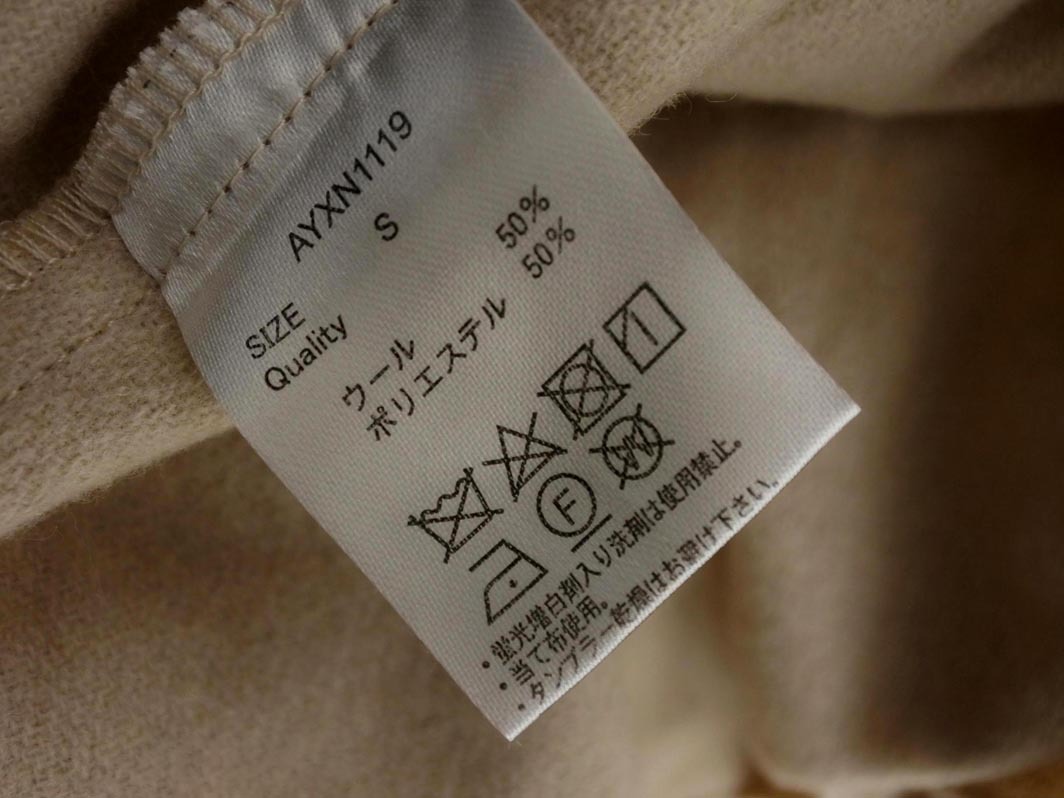 AYXN1119
SIZE S
Quality
ウール 50%
ポリエステル 50%
F
W
・蛍光増白剤入り洗剤は使用禁止。
・当て布使用。
・タンブラー乾燥はお避け下さい。